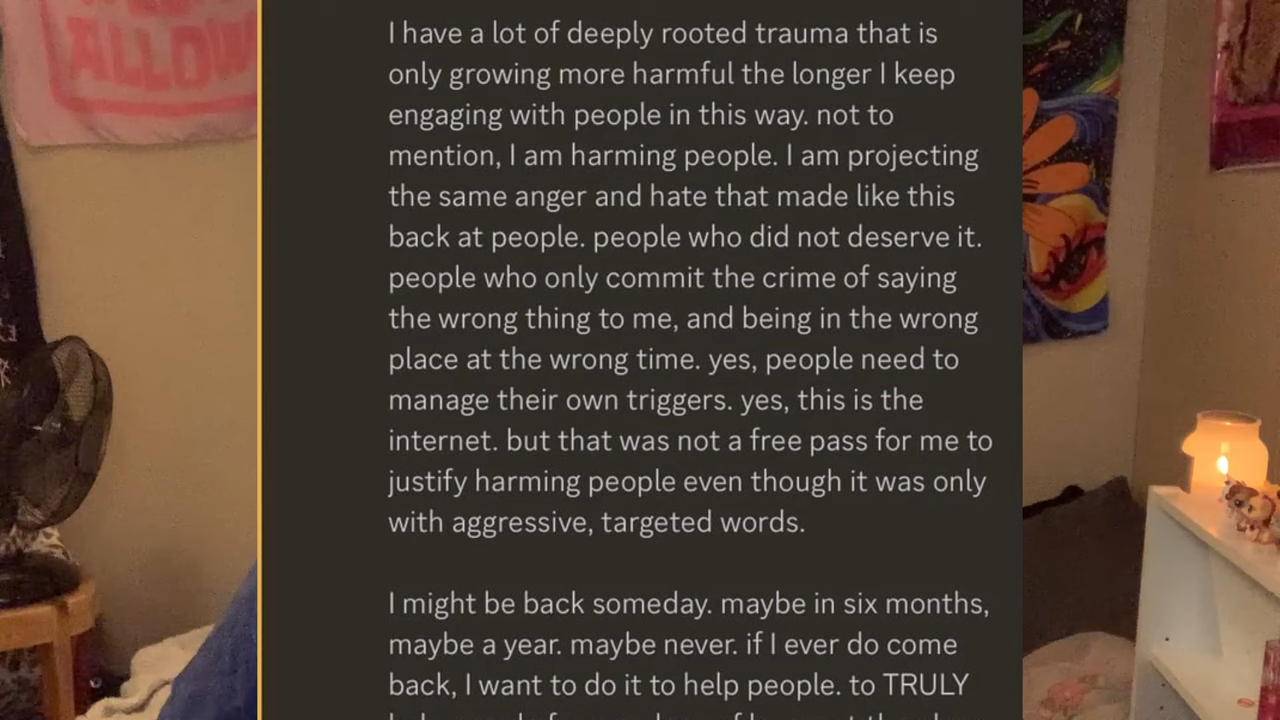 ALLOW
I have a lot of deeply rooted trauma that is
only growing more harmful the longer I keep
engaging with people in this way. not to
mention, I am harming people. I am projecting
the same anger and hate that made like this
back at people. people who did not deserve it.
people who only commit the crime of saying
the wrong thing to me, and being in the wrong
place at the wrong time. yes, people need to
manage their own triggers. yes, this is the
internet. but that was not a free pass for me to
justify harming people even though it was only
with aggressive, targeted words.
I might be back someday. maybe in six months,
maybe a year. maybe never. if I ever do come
back, I want to do it to help people. to TRULY